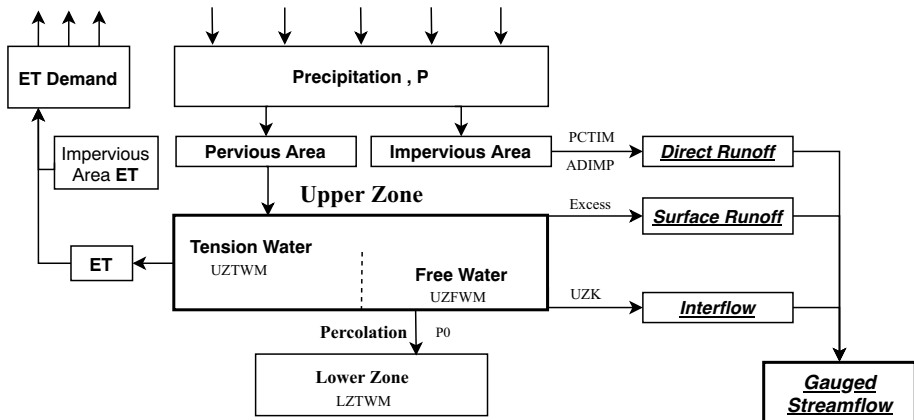 ET Demand
Precipitation , P
Impervious
Area ET
Pervious Area
Impervious Area
PCTIM
ADIMP
Direct Runoff
Upper Zone
Excess
Surface Runoff
Tension Water
UZTWM
ET
Free Water
UZFWM
UZK
Interflow
Percolation
P0
Lower Zone
LZTWM
Gauged
Streamflow